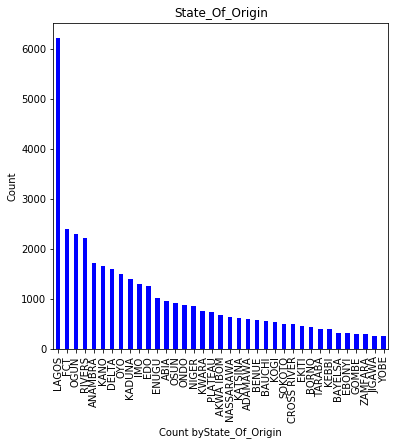 State_Of_Origin
Count
6000
5000
4000
3000
2000
1000
0
LAGOS
FCT
OGUN
RIVERS
ANAMBRA
KANO
DELTA
OYO
KADUNA
IMO
EDO
ENUGU
ABIA
OSUN
ONDO
NIGER
KWARA
PLATEAU
AKWA IBOM
NASSARAWA
KATSINA
ADAMAWA
BENUE
BAUCHI
KOGI
SOKOTO
CROSS RIVER
EKITI
BORNO
TARABA
KEBBI
BAYELSA
EBONYI
GOMBE
ZAMFARA
JIGAWA
YOBE
Count byState_Of_Origin